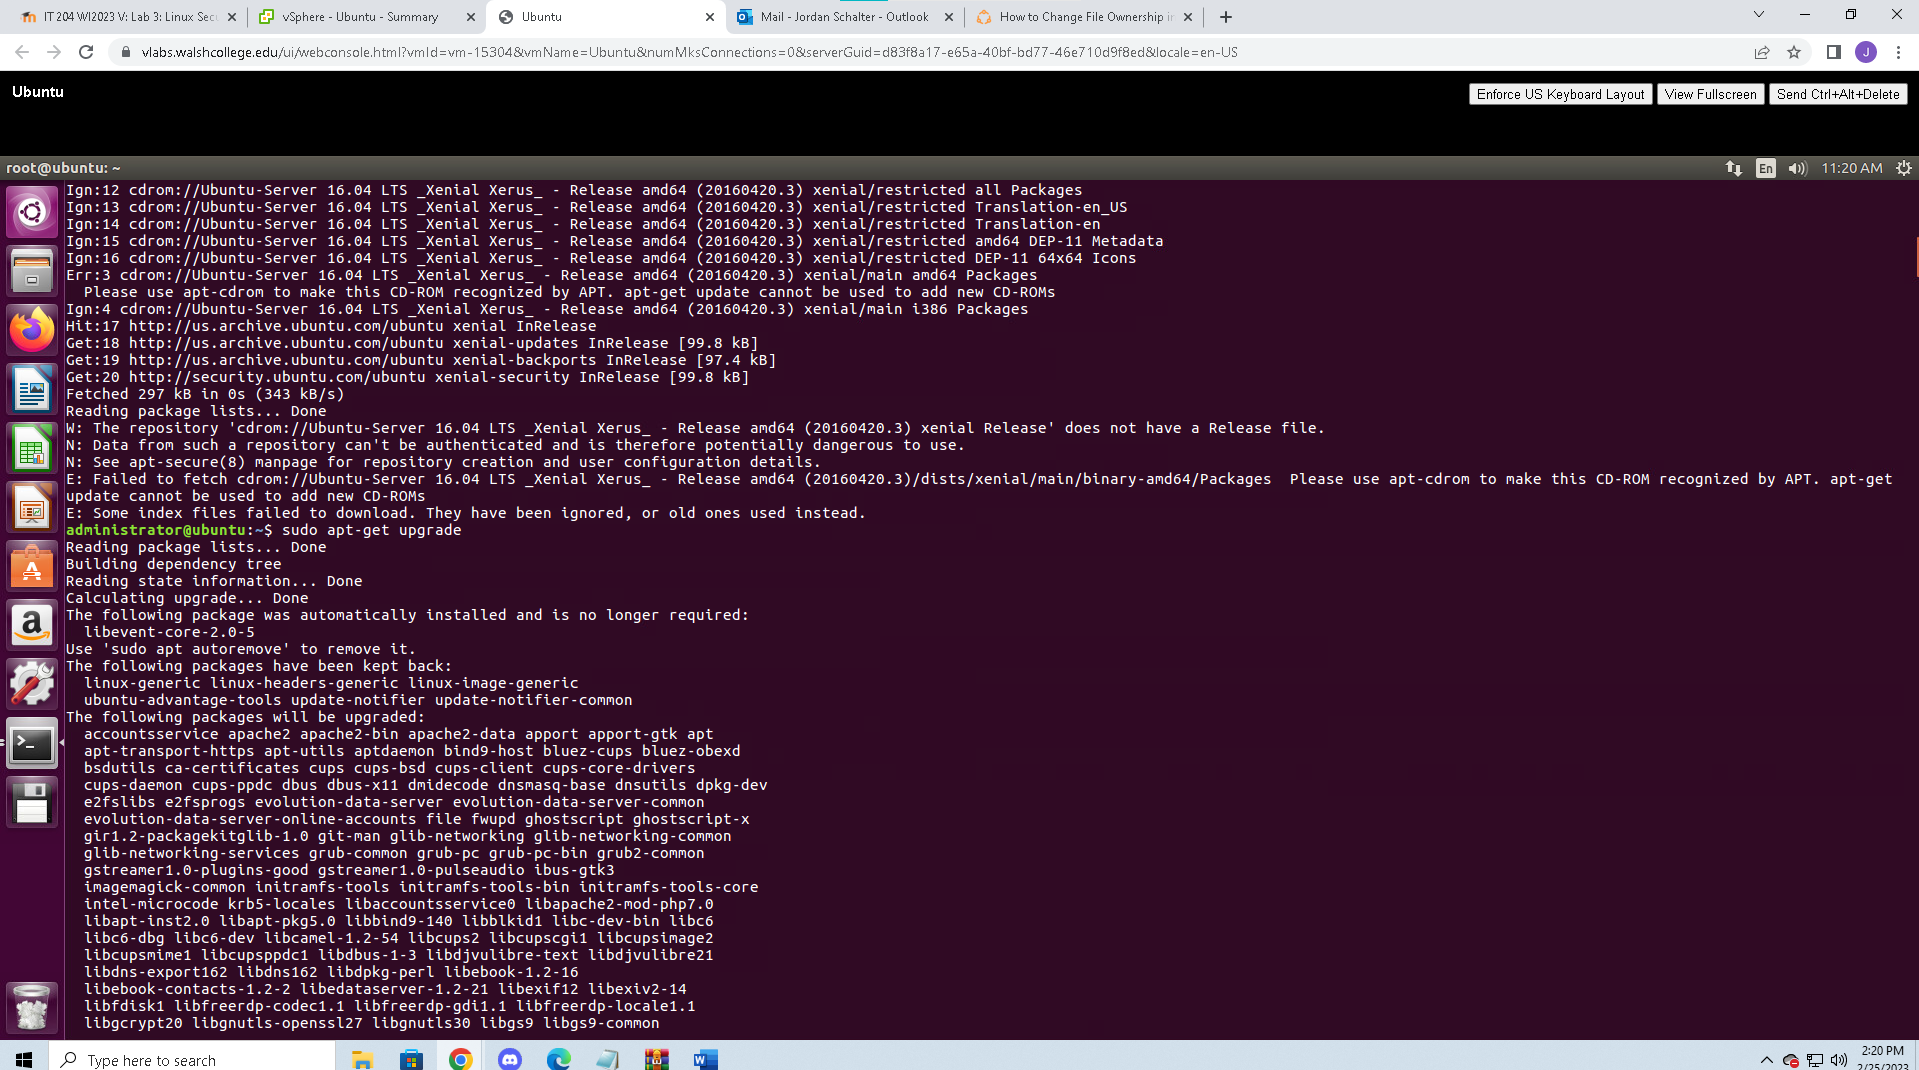 IT 204 WI2023 V: Lab 3: Linux Sec
vSphere - Ubuntu - Summary
Ubuntu
Mail - Jordan Schalter - Outlook
How to Change File Ownership in
vlabs.walshcollege.edu/ui/webconsole.html?vmId=vm-15304&vmName=Ubuntu&numMksConnections=0&serverGuid=d83f8a17-e65a-40bf-bd77-46e710d9f8ed&locale=en-US
J
Ubuntu
Enforce US Keyboard Layout
View Fullscreen
Send Ctrl+Alt+Delete
root@ubuntu: ~
En
11:20 AM
Ign:12 cdrom://Ubuntu-Server 16.04 LTS _Xenial Xerus_ - Release amd64 (20160420.3) xenial/restricted all Packages
Ign:13 cdrom://Ubuntu-Server 16.04 LTS _Xenial Xerus_ - Release amd64 (20160420.3) xenial/restricted Translation-en_US
Ign:14 cdrom://Ubuntu-Server 16.04 LTS _Xenial Xerus_ - Release amd64 (20160420.3) xenial/restricted Translation-en
Ign:15 cdrom://Ubuntu-Server 16.04 LTS _Xenial Xerus_ - Release amd64 (20160420.3) xenial/restricted amd64 DEP-11 Metadata
Ign:16 cdrom://Ubuntu-Server 16.04 LTS _Xenial Xerus_ - Release amd64 (20160420.3) xenial/restricted DEP-11 64x64 Icons
Err:3 cdrom://Ubuntu-Server 16.04 LTS _Xenial Xerus_ - Release amd64 (20160420.3) xenial/main amd64 Packages
Please use apt-cdrom to make this CD-ROM recognized by APT. apt-get update cannot be used to add new CD-ROMs
Ign:4 cdrom://Ubuntu-Server 16.04 LTS _Xenial Xerus_ - Release amd64 (20160420.3) xenial/main i386 Packages
Hit:17 http://us.archive.ubuntu.com/ubuntu xenial InRelease
Get:18 http://us.archive.ubuntu.com/ubuntu xenial-updates InRelease [99.8 kB]
Get:19 http://us.archive.ubuntu.com/ubuntu xenial-backports InRelease [97.4 kB]
Get:20 http://security.ubuntu.com/ubuntu xenial-security InRelease [99.8 kB]
Fetched 297 kB in 0s (343 kB/s)
Reading package lists... Done
W: The repository 'cdrom://Ubuntu-Server 16.04 LTS _Xenial Xerus_ - Release amd64 (20160420.3) xenial Release' does not have a Release file.
N: Data from such a repository can't be authenticated and is therefore potentially dangerous to use.
N: See apt-secure(8) manpage for repository creation and user configuration details.
E: Failed to fetch cdrom://Ubuntu-Server 16.04 LTS _Xenial Xerus_ - Release amd64 (20160420.3)/dists/xenial/main/binary-amd64/Packages  Please use apt-cdrom to make this CD-ROM recognized by APT. apt-get
update cannot be used to add new CD-ROMs
E: Some index files failed to download. They have been ignored, or old ones used instead.
administrator@ubuntu:~$ sudo apt-get upgrade
Reading package lists... Done
Building dependency tree
Reading state information... Done
Calculating upgrade... Done
The following package was automatically installed and is no longer required:
libevent-core-2.0-5
Use 'sudo apt autoremove' to remove it.
The following packages have been kept back:
linux-generic linux-headers-generic linux-image-generic
ubuntu-advantage-tools update-notifier update-notifier-common
The following packages will be upgraded:
accountsservice apache2 apache2-bin apache2-data apport apport-gtk apt
apt-transport-https apt-utils aptdaemon bind9-host bluez-cups bluez-obexd
bsdutils ca-certificates cups cups-bsd cups-client cups-core-drivers
cups-daemon cups-ppdc dbus dbus-x11 dmidecode dnsmasq-base dnsutils dpkg-dev
e2fslibs e2fsprogs evolution-data-server evolution-data-server-common
evolution-data-server-online-accounts file fwupd ghostscript ghostscript-x
gir1.2-packagekitglib-1.0 git-man glib-networking glib-networking-common
glib-networking-services grub-common grub-pc grub-pc-bin grub2-common
gstreamer1.0-plugins-good gstreamer1.0-pulseaudio ibus-gtk3
imagemagick-common initramfs-tools initramfs-tools-bin initramfs-tools-core
intel-microcode krb5-locales libaccountsservice0 libapache2-mod-php7.0
libapt-inst2.0 libapt-pkg5.0 libbind9-140 libblkid1 libc-dev-bin libc6
libc6-dbg libc6-dev libcamel-1.2-54 libcups2 libcupscgi1 libcupsimage2
libcupsmime1 libcupsppdc1 libdbus-1-3 libdjvulibre-text libdjvulibre21
libdns-export162 libdns162 libdpkg-perl libebook-1.2-16
libebook-contacts-1.2-2 libedataserver-1.2-21 libexif12 libexiv2-14
libfdisk1 libfreerdp-codec1.1 libfreerdp-gdi1.1 libfreerdp-locale1.1
libgcrypt20 libgnutls-openssl27 libgnutls30 libgs9 libgs9-common
Type here to search
2:20 PM
2/25/2023